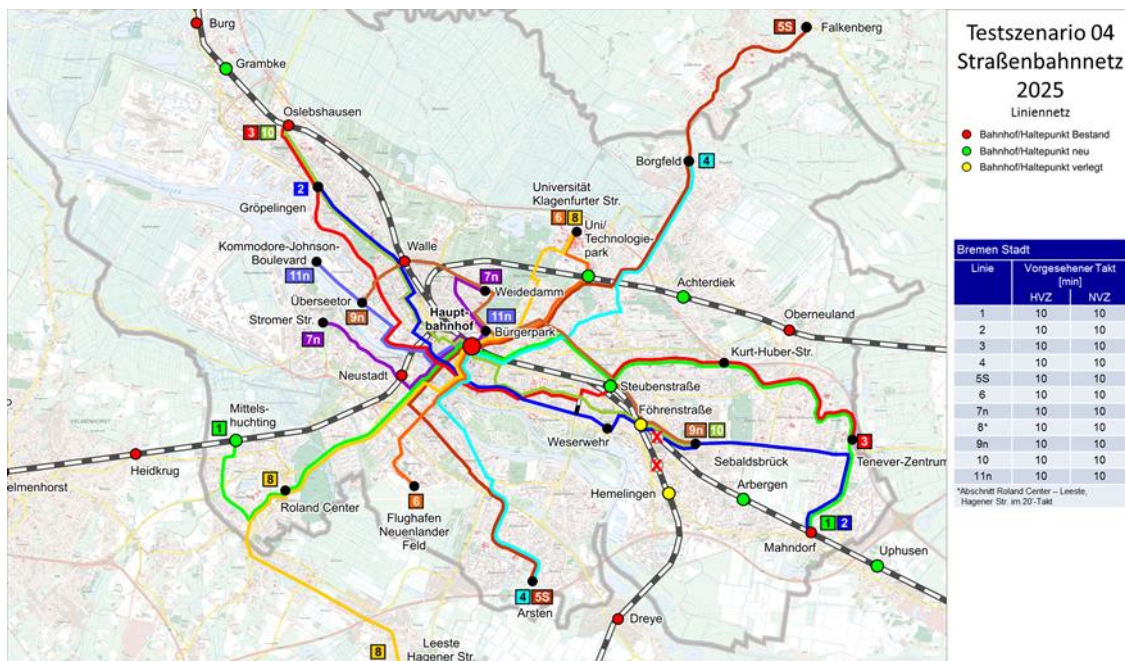 Testszenario 04
Straßenbahnnetz
2025
Liniennetz
Bahnhof/Haltepunkt Bestand
Bahnhof/Haltepunkt neu
Bahnhof/Haltepunkt verlegt
Bremen Stadt
Linie Vorgesehener Takt
[min]
HVZ NVZ
1 10 10
2 10 10
3 10 10
4 10 10
5S 10 10
6 10 10
7n 10 10
8* 10 10
9n 10 10
10 10 10
11n 10 10
*Abschnitt Roland Center – Leeste,
Hagener Str. im 20'-Takt
Burg
Grambke
Oslebshausen
3 10
2
Gröpelingen
Kommodore-Johnson-
Boulevard
11n
Walle
Überseetor
9n
Stromer Str.
7n
Neustadt
Haupt-
bahnhof
7n
Weidedamm
11n
Bürgerpark
Universität
Klagenfurter Str.
6 8
Uni/
Technologie-
park
5S
Falkenberg
Borgfeld
4
Achterdiek
Oberneuland
Kurt-Huber-Str.
Steubenstraße
Föhrenstraße
Weserwehr
9n 10
Sebaldsbrück
3
Tenever-Zentrum
Arbergen
Hemelingen
1 2
Mahndorf
Uphusen
Dreye
Mittels-
huchting
1
Heidkrug
elmenhorst
8
Roland Center
6
Flughafen
Neuenlander
Feld
4 5S
Arsten
Leeste
Hagener Str.
8